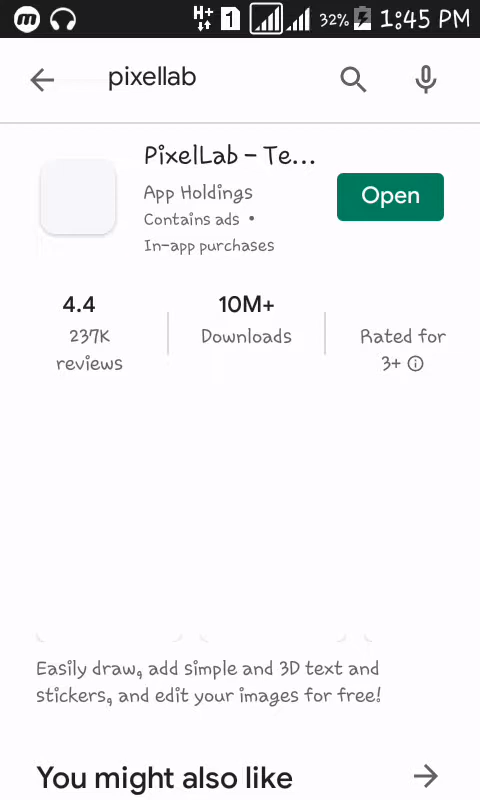 H+ 1 32% 1:45 PM
pixellab
PixelLab - Te...
App Holdings
Open
Contains ads •
In-app purchases
4.4
10M+
237K
reviews
Downloads
Rated for
3+
Easily draw, add simple and 3D text and
stickers, and edit your images for free!
You might also like